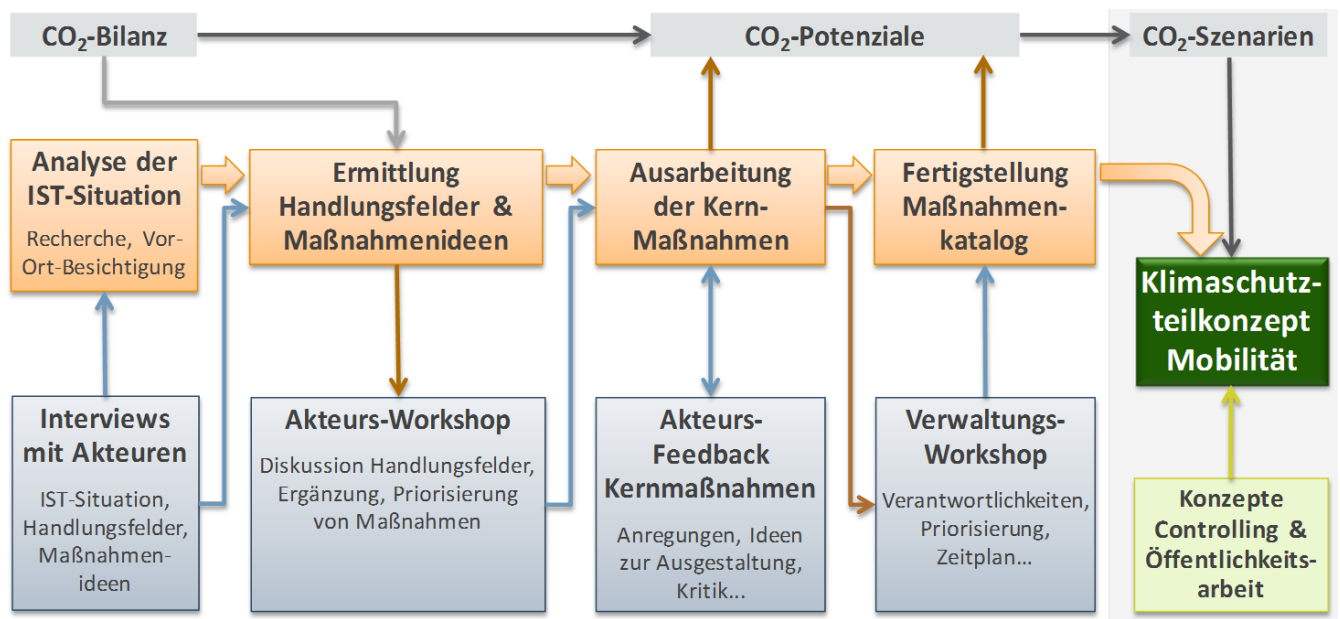 CO₂-Bilanz
CO₂-Potenziale
CO₂-Szenarien
Analyse der
IST-Situation
Recherche, Vor-
Ort-Besichtigung
Ermittlung
Handlungsfelder &
Maßnahmenideen
Ausarbeitung
der Kern-
Maßnahmen
Fertigstellung
Maßnahmen-
katalog
Klimaschutz-
teilkonzept
Mobilität
Interviews
mit Akteuren
IST-Situation,
Handlungsfelder,
Maßnahmen-
ideen
Akteurs-Workshop
Diskussion Handlungsfelder,
Ergänzung, Priorisierung
von Maßnahmen
Akteurs-
Feedback
Kernmaßnahmen
Anregungen, Ideen
zur Ausgestaltung,
Kritik...
Verwaltungs-
Workshop
Verantwortlichkeiten,
Priorisierung,
Zeitplan...
Konzepte
Controlling &
Öffentlichkeits-
arbeit